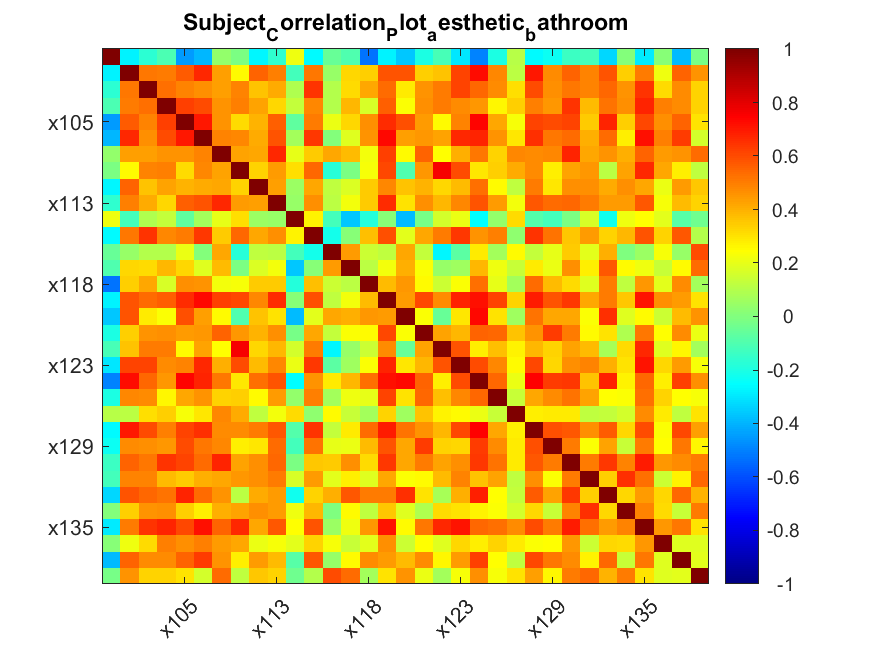 Subject_Correlation_Plot_aesthetic_bathroom
1
0.8
0.6
0.4
0.2
0
-0.2
-0.4
-0.6
-0.8
-1
x105
x113
x118
x123
x129
x135
x105
x113
x118
x123
x129
x135